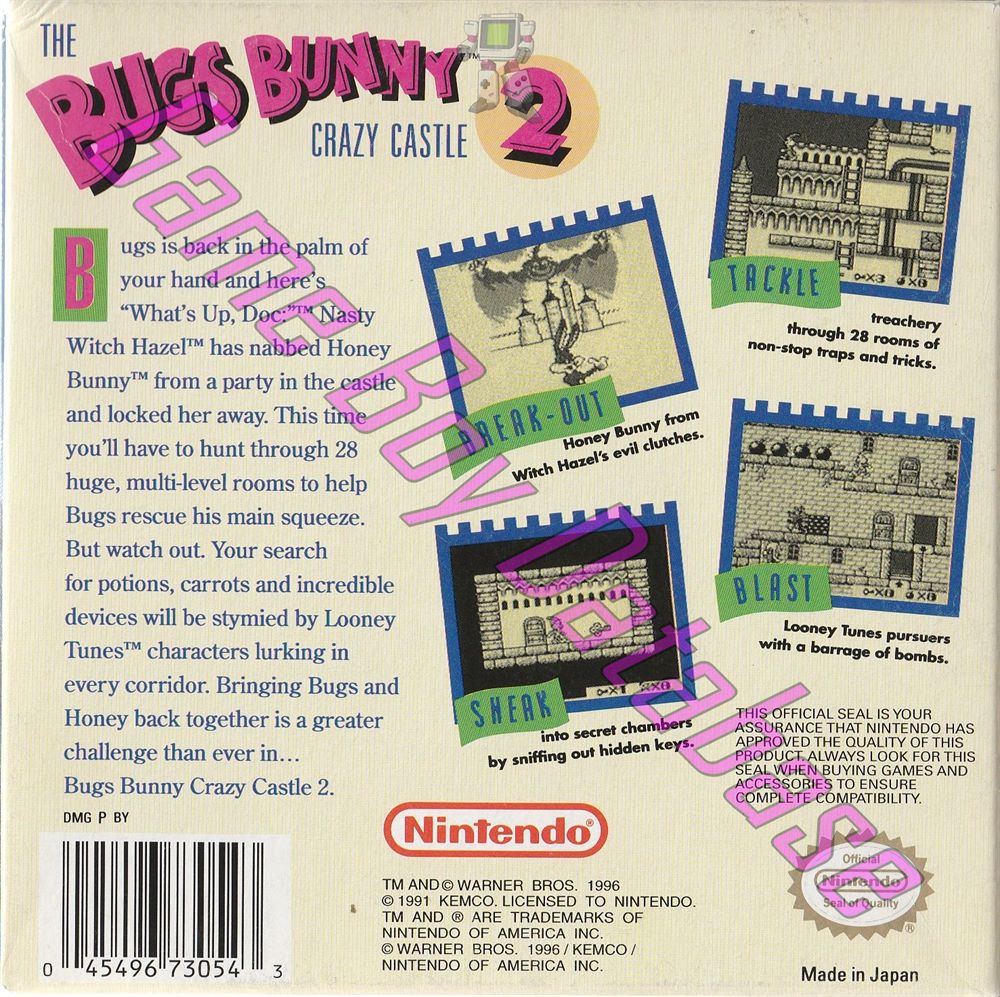 THE
BUGS BUNNY™
CRAZY CASTLE 2
Bugs is back in the palm of
your hand and here's
"What's Up, Doc:"™ Nasty
Witch Hazel™ has nabbed Honey
Bunny™ from a party in the castle
and locked her away. This time
you'll have to hunt through 28
huge, multi-level rooms to help
Bugs rescue his main squeeze.
But watch out. Your search
for potions, carrots and incredible
devices will be stymied by Looney
Tunes™ characters lurking in
every corridor. Bringing Bugs and
Honey back together is a greater
challenge than ever in...
Bugs Bunny Crazy Castle 2.
DMG P BY
0 45496 73054 3
BREAK-OUT
Honey Bunny from
Witch Hazel's evil clutches.
×3 ×0
TACKLE
treachery
through 28 rooms of
non-stop traps and tricks.
×1 ×0
SNEAK
into secret chambers
by sniffing out hidden keys.
×0 ×0
BLAST
Looney Tunes pursuers
with a barrage of bombs.
THIS OFFICIAL SEAL IS YOUR
ASSURANCE THAT NINTENDO HAS
APPROVED THE QUALITY OF THIS
PRODUCT. ALWAYS LOOK FOR THIS
SEAL WHEN BUYING GAMES AND
ACCESSORIES TO ENSURE
COMPLETE COMPATIBILITY.
Nintendo®
TM AND © WARNER BROS. 1996
© 1991 KEMCO. LICENSED TO NINTENDO.
TM AND ® ARE TRADEMARKS OF
NINTENDO OF AMERICA INC.
© WARNER BROS. 1996 / KEMCO /
NINTENDO OF AMERICA INC.
Official
Nintendo
Seal of Quality
®
Made in Japan
Game Boy Database